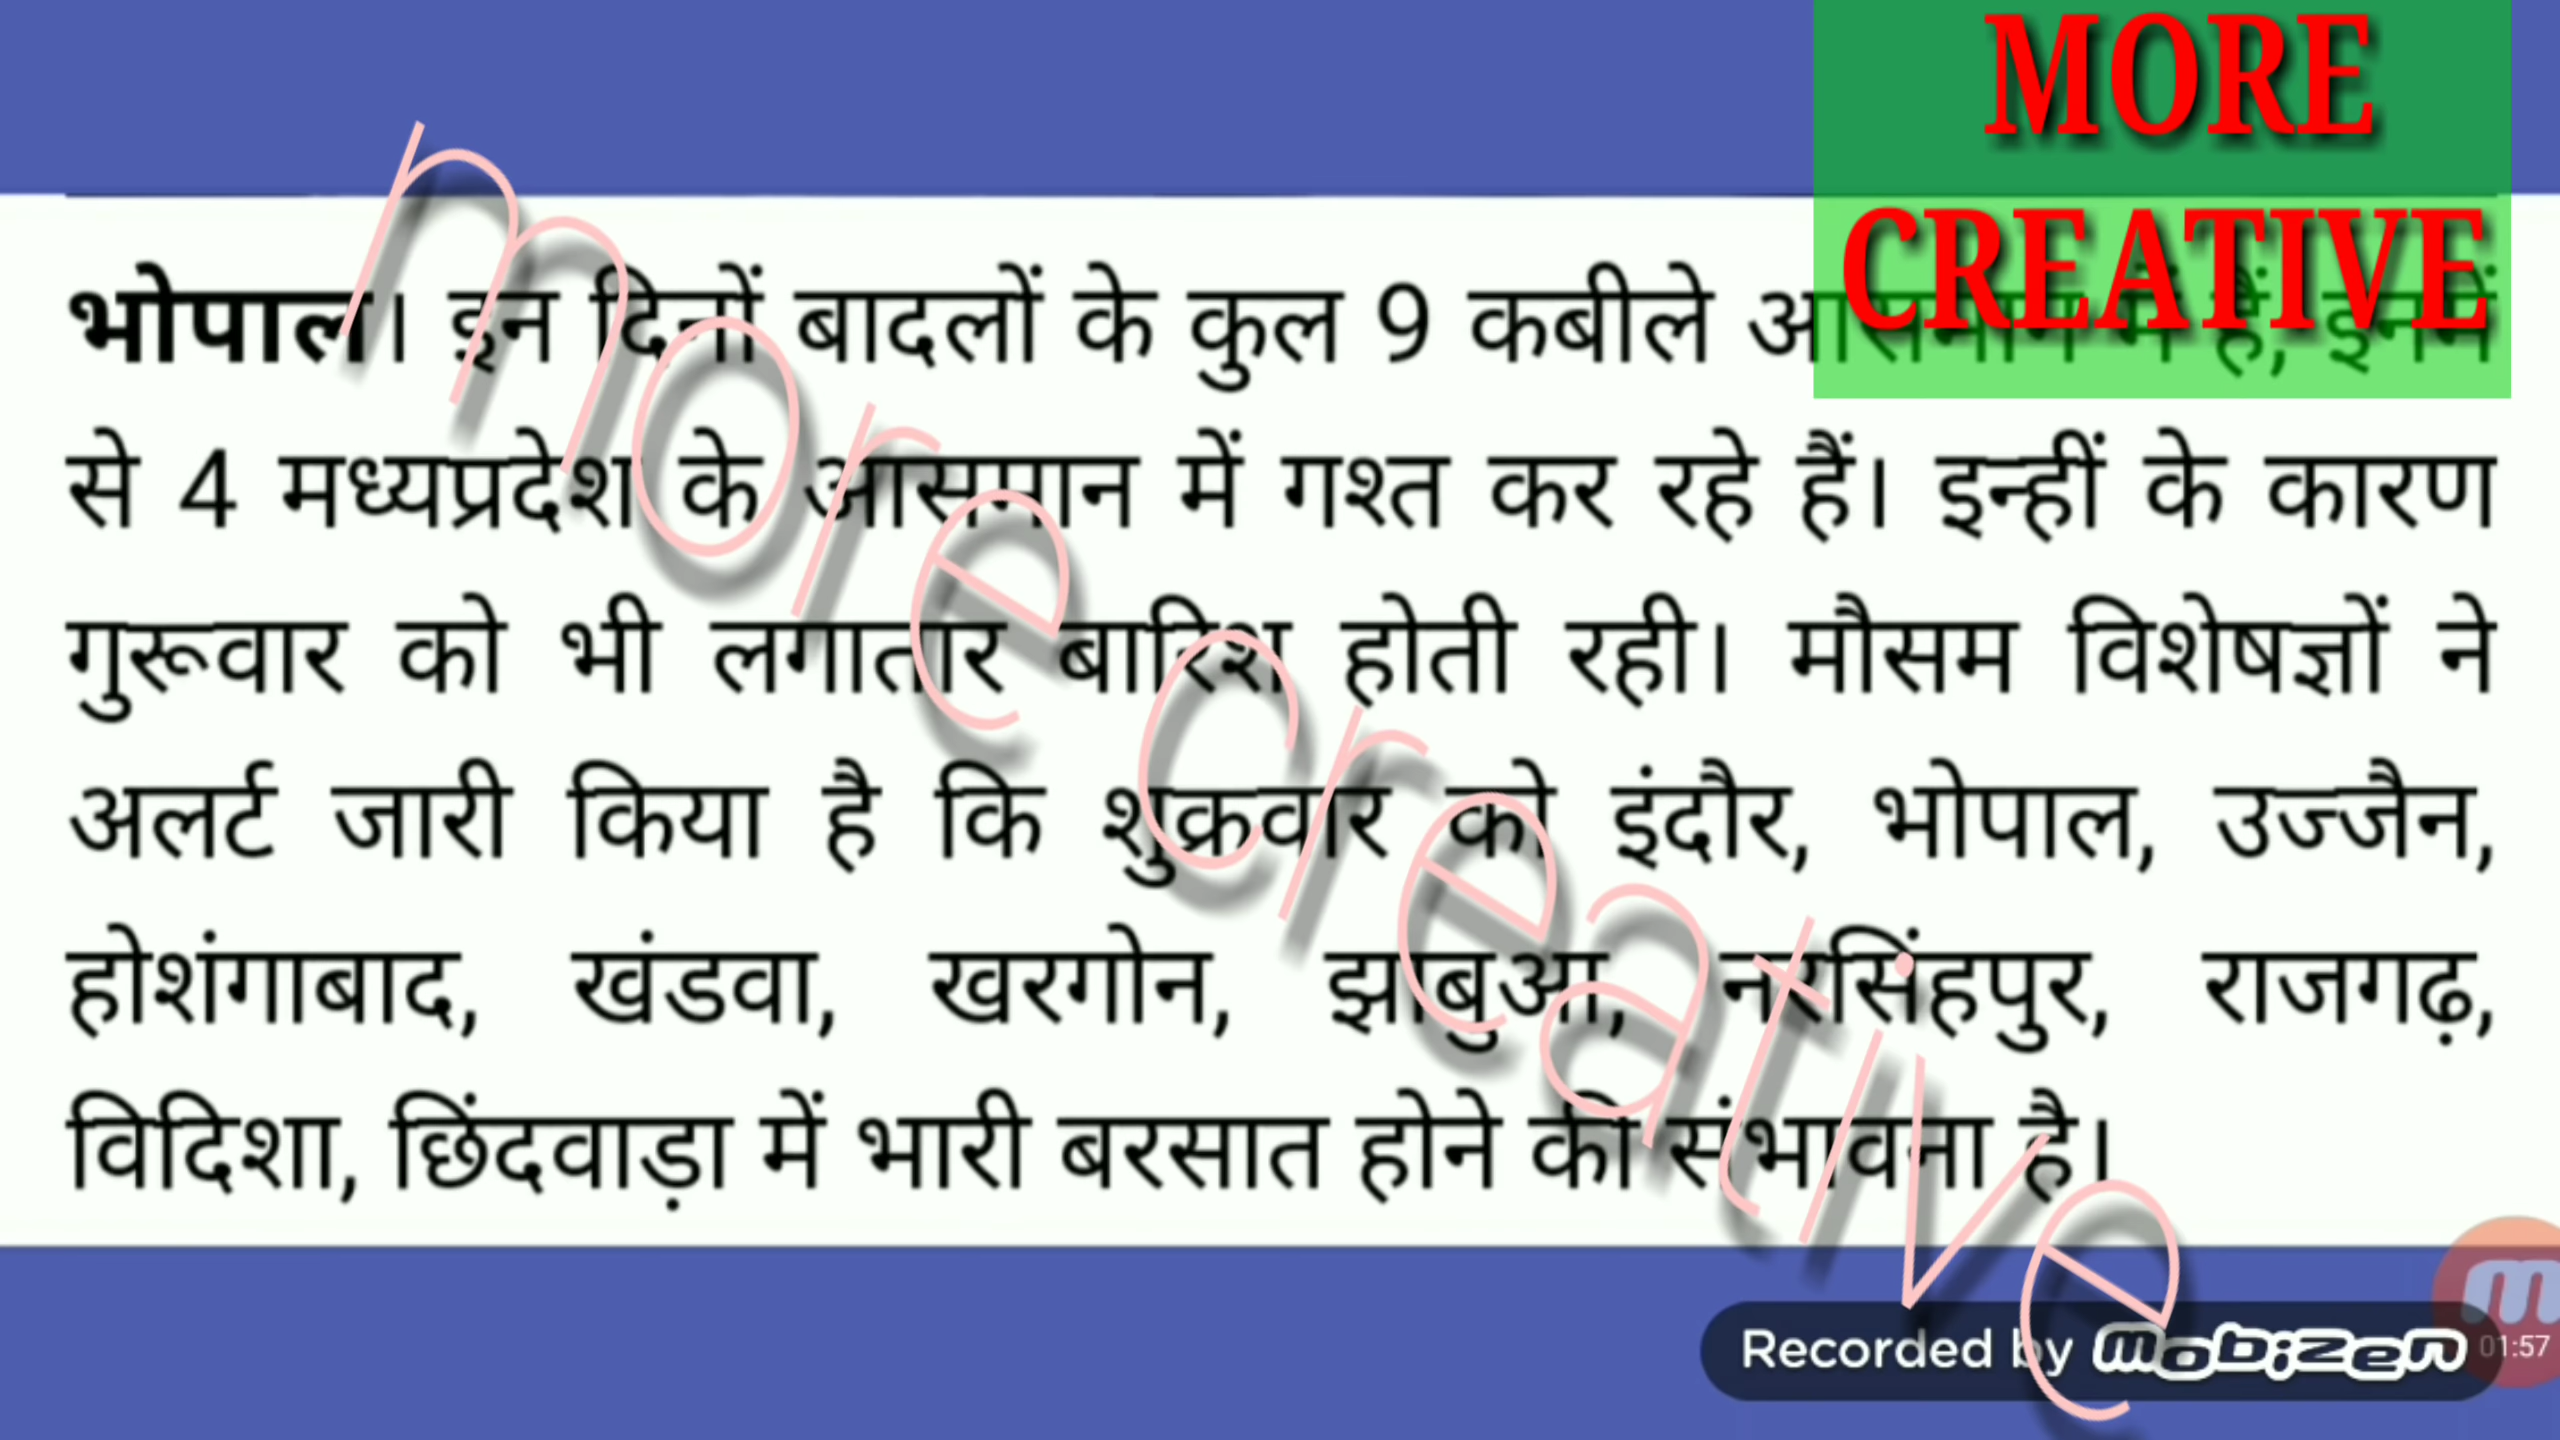 MORE
CREATIVE
भोपाल। इन दिनों बादलों के कुल 9 कबीले आसमान में हैं, इनमें
से 4 मध्यप्रदेश के आसमान में गश्त कर रहे हैं। इन्हीं के कारण
गुरूवार को भी लगातार बारिश होती रही। मौसम विशेषज्ञों ने
अलर्ट जारी किया है कि शुक्रवार को इंदौर, भोपाल, उज्जैन,
होशंगाबाद, खंडवा, खरगोन, झाबुआ, नरसिंहपुर, राजगढ़,
विदिशा, छिंदवाड़ा में भारी बरसात होने की संभावना है।
more creative
Recorded by mobizen
01:57